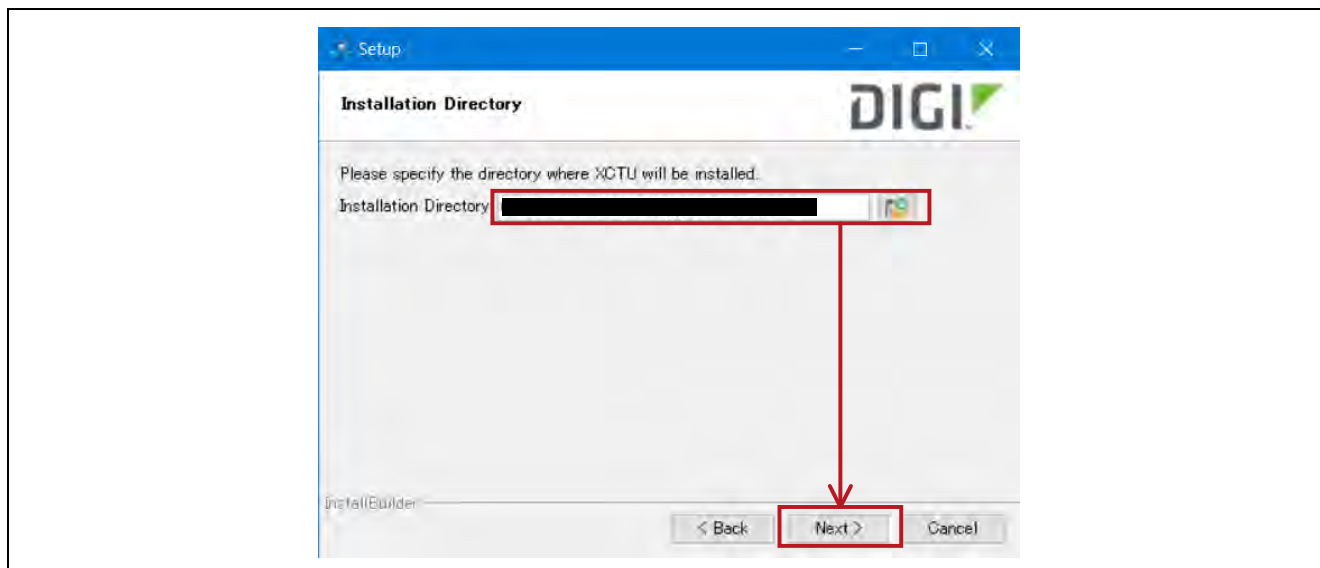 Setup
Installation Directory
DIGI
Please specify the directory where XCTU will be installed.
Installation Directory
InstallBuilder
< Back
Next >
Cancel